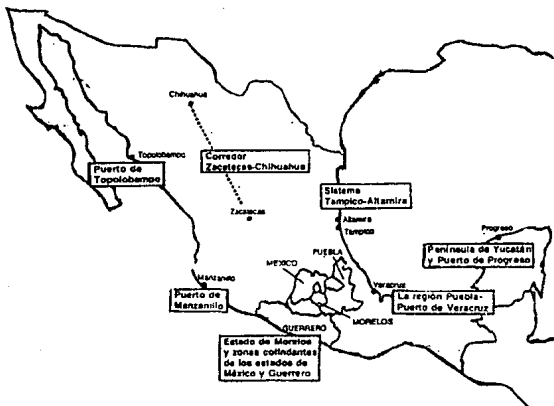 Chihuahua
Topolobampo
Puerto de
Topolobampo
Corredor
Zacatecas-Chihuahua
Zacatecas
Sistema
Tampico-Altamira
Altamira
Tampico
Progreso
Península de Yucatán
y Puerto de Progreso
PUEBLA
MEXICO
Manzanillo
Puerto de
Manzanillo
Veracruz
La región Puebla-
Puerto de Veracruz
MORELOS
GUERRERO
Estado de Morelos
y zonas colindantes
de los estados de
México y Guerrero